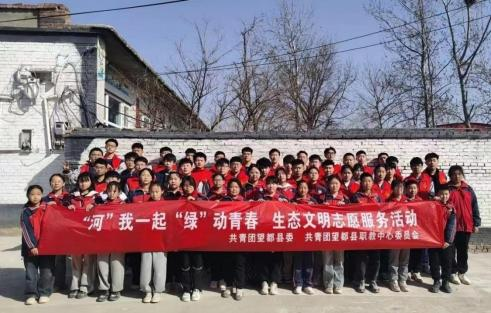 “河”我一起 “绿”动青春 生态文明志愿服务活动
共青团望都县委 共青团望都县职教中心委员会